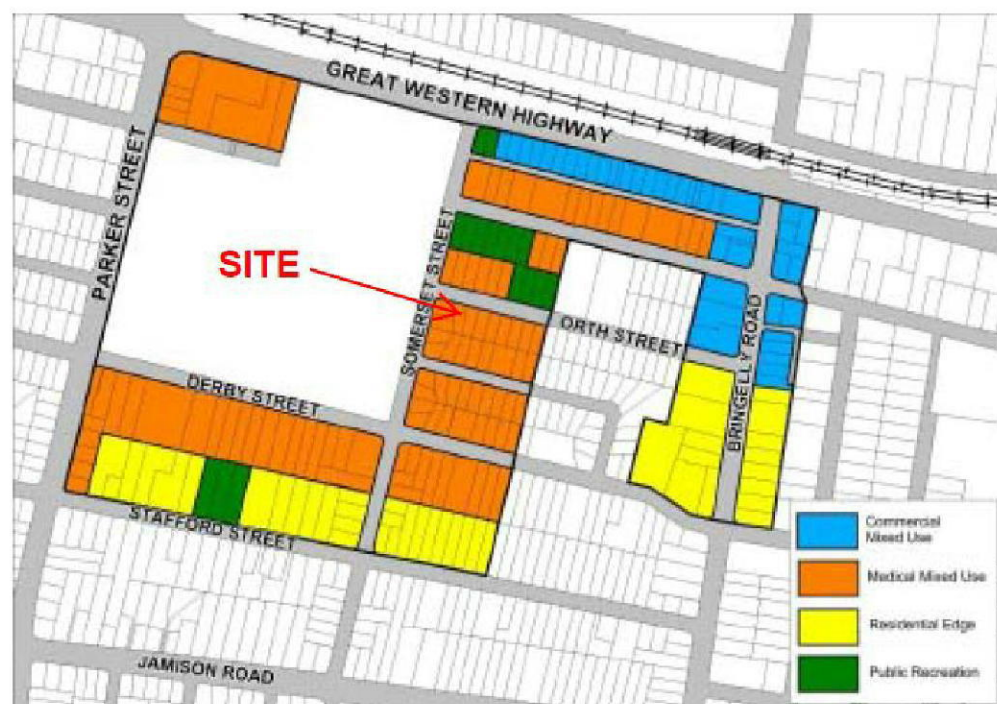 GREAT WESTERN HIGHWAY
PARKER STREET
SOMERSET STREET
SITE
ORTH STREET
BRINGELLY ROAD
DERBY STREET
STAFFORD STREET
JAMISON ROAD
Commercial
Mixed Use
Medical Mixed Use
Residential Edge
Public Recreation